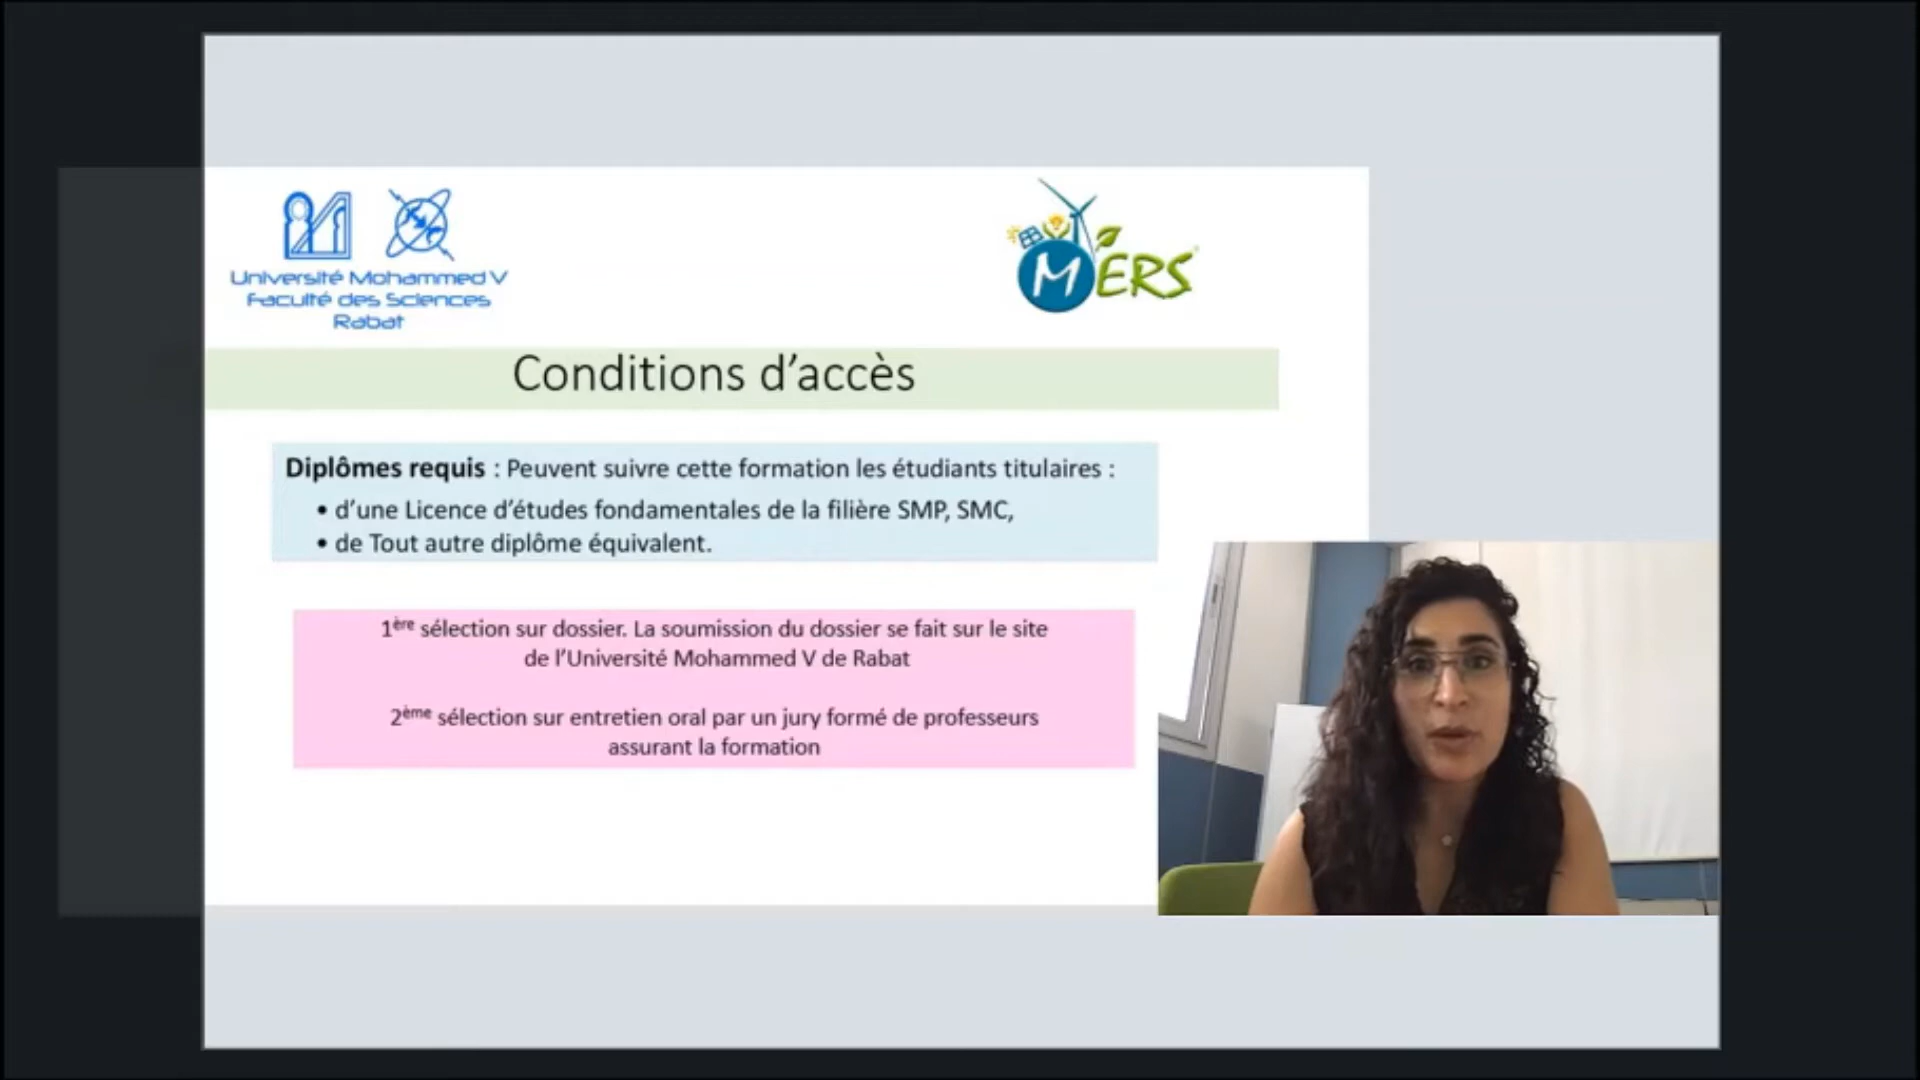 Université Mohammed V
Faculté des Sciences
Rabat
MERS
Conditions d’accès
Diplômes requis : Peuvent suivre cette formation les étudiants titulaires :
• d’une Licence d’études fondamentales de la filière SMP, SMC,
• de Tout autre diplôme équivalent.
1ère sélection sur dossier. La soumission du dossier se fait sur le site
de l’Université Mohammed V de Rabat
2ème sélection sur entretien oral par un jury formé de professeurs
assurant la formation